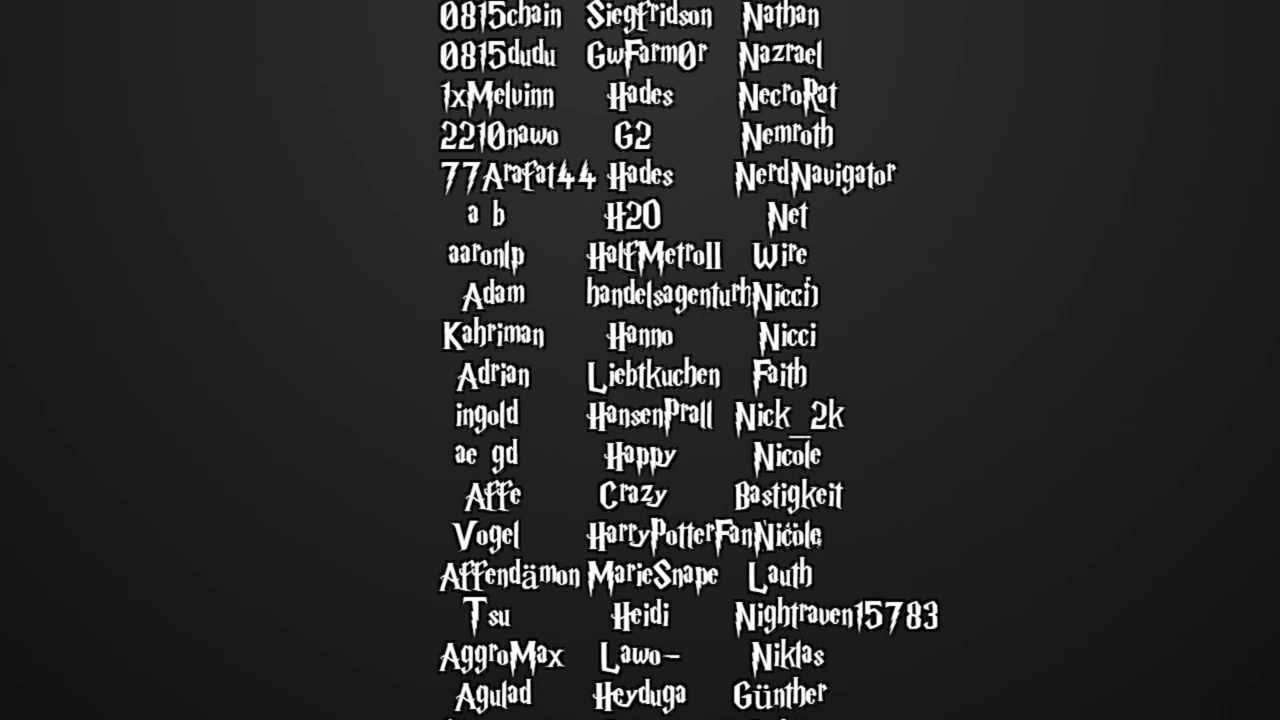 0815chain Siegfridson Nathan
0815dudu GwFarm0r Nazrael
1xMelvinn Hades NecroRat
2210nawo G2 Nemroth
77Arafat44 Hades NerdNavigator
a b H2O Net
aaronlp HalfMetroll Wire
Adam handelsagenturh Nicci
Kahriman Hanno Nicci
Adrian Liebtkuchen Faith
ingold HansenPrall Nick_2k
ae gd Happy Nicole
Affe Crazy Bastigkeit
Vogel HarryPotterFan Nicole
Affendämon MarieSnape Lauth
Tsu Heidi Nightraven15783
AggroMax Lawo- Niklas
Agulad Heyduga Günther